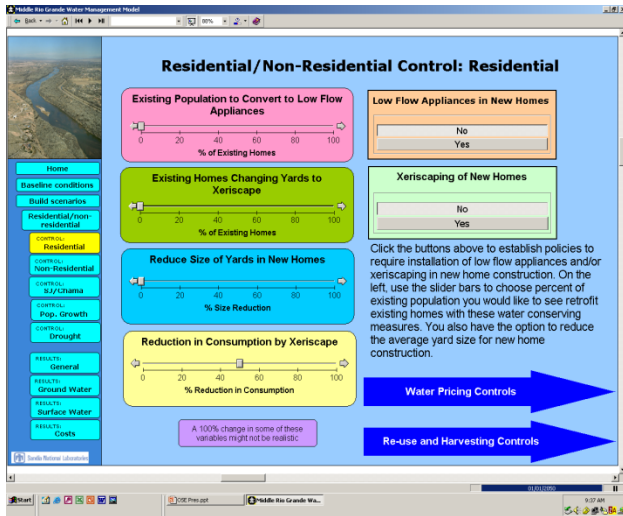 Middle Rio Grande Water Management Model
Back
80%
Residential/Non-Residential Control: Residential
Existing Population to Convert to Low Flow
Appliances
0 20 40 60 80 100
% of Existing Homes
Low Flow Appliances in New Homes
No
Yes
Existing Homes Changing Yards to
Xeriscape
0 20 40 60 80 100
% of Existing Homes
Xeriscaping of New Homes
No
Yes
Reduce Size of Yards in New Homes
0 20 40 60 80 100
% Size Reduction
Reduction in Consumption by Xeriscape
0 20 40 60 80 100
% Reduction in Consumption
A 100% change in some of these
variables might not be realistic
Click the buttons above to establish policies to
require installation of low flow appliances and/or
xeriscaping in new home construction. On the
left, use the slider bars to choose percent of
existing population you would like to see retrofit
existing homes with these water conserving
measures. You also have the option to reduce
the average yard size for new home
construction.
Water Pricing Controls
Re-use and Harvesting Controls
Home
Baseline conditions
Build scenarios
Residential/non-
residential
CONTROL:
Residential
CONTROL:
Non-Residential
CONTROL:
SJ/Chama
CONTROL:
Pop. Growth
CONTROL:
Drought
RESULTS:
General
RESULTS:
Ground Water
RESULTS:
Surface Water
RESULTS:
Costs
Sandia National Laboratories
01/01/2050
Start
OSE Pres.ppt
Middle Rio Grande Wa...
9:37 AM